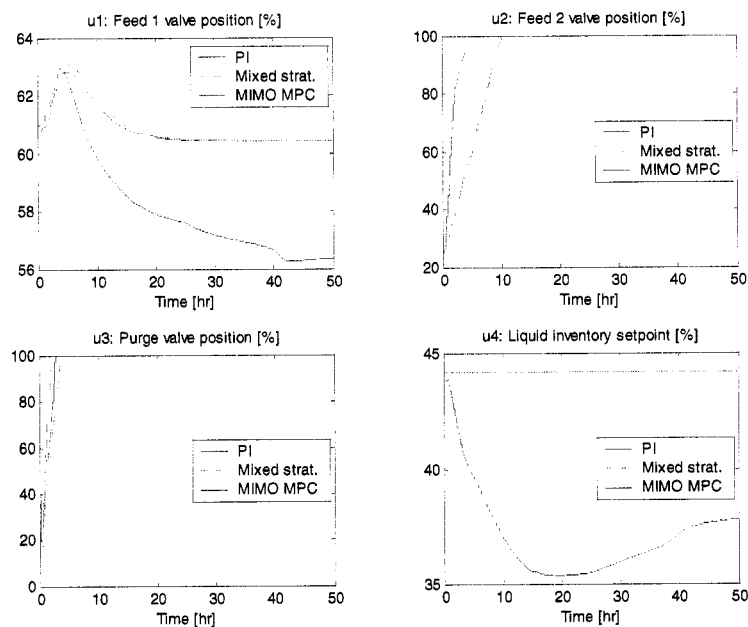 u1: Feed 1 valve position [%]
64
62
60
58
56
0 10 20 30 40 50
Time [hr]
PI
Mixed strat.
MIMO MPC
u2: Feed 2 valve position [%]
100
80
60
40
20
0 10 20 30 40 50
Time [hr]
PI
Mixed strat.
MIMO MPC
u3: Purge valve position [%]
100
80
60
40
20
0
0 10 20 30 40 50
Time [hr]
PI
Mixed strat.
MIMO MPC
u4: Liquid inventory setpoint [%]
45
40
35
0 10 20 30 40 50
Time [hr]
PI
Mixed strat.
MIMO MPC